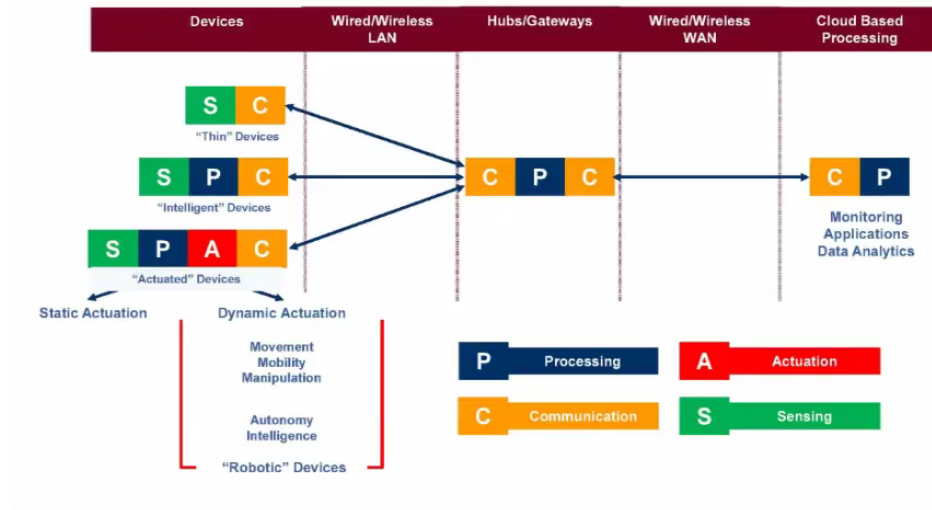 Devices
Wired/Wireless
LAN
Hubs/Gateways
Wired/Wireless
WAN
Cloud Based
Processing
S C
"Thin" Devices
S P C
"Intelligent" Devices
S P A C
"Actuated" Devices
C P C
C P
Monitoring
Applications
Data Analytics
Static Actuation
Dynamic Actuation
Movement
Mobility
Manipulation
Autonomy
Intelligence
"Robotic" Devices
P Processing
A Actuation
C Communication
S Sensing